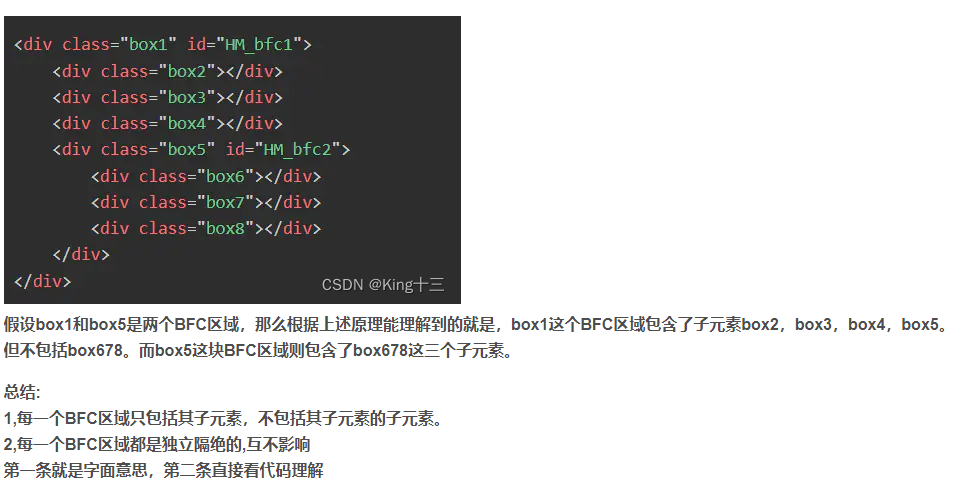 <div class="box1" id="HM_bfc1">
    <div class="box2"></div>
    <div class="box3"></div>
    <div class="box4"></div>
    <div class="box5" id="HM_bfc2">
        <div class="box6"></div>
        <div class="box7"></div>
        <div class="box8"></div>
    </div>
</div>
CSDN @King十三
假设box1和box5是两个BFC区域，那么根据上述原理能理解到的就是，box1这个BFC区域包含了子元素box2，box3，box4，box5。
但不包括box678。而box5这块BFC区域则包含了box678这三个子元素。
总结:
1,每一个BFC区域只包括其子元素，不包括其子元素的子元素。
2,每一个BFC区域都是独立隔绝的,互不影响
第一条就是字面意思，第二条直接看代码理解